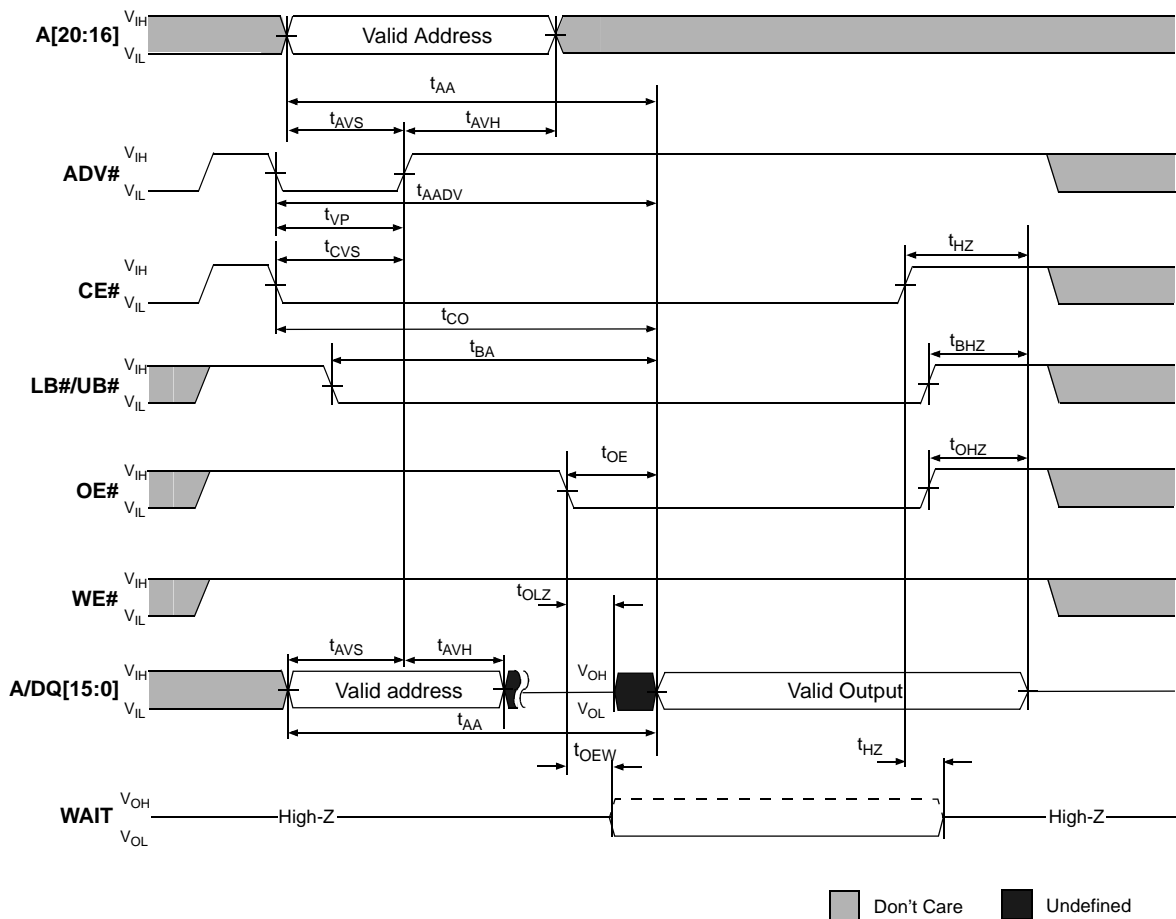 A[20:16] VIH VIL Valid Address
tAA
tAVS tAVH
ADV# VIH VIL
tAADV
tVP
tCVS tHZ
CE# VIH VIL
tCO
tBA tBHZ
LB#/UB# VIH VIL
tOE tOHZ
OE# VIH VIL
WE# VIH VIL
tOLZ
tAVS tAVH
A/DQ[15:0] VIH VIL Valid address VOH VOL Valid Output
tAA
tOEW tHZ
WAIT VOH VOL High-Z High-Z
Don't Care Undefined